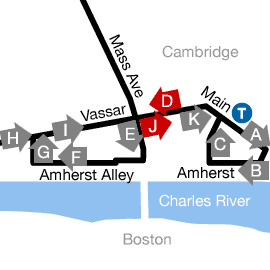 Mass Ave
Cambridge
Vassar
D
Main
T
H
I
E
J
K
A
G
F
C
B
Amherst Alley
Amherst
Charles River
Boston